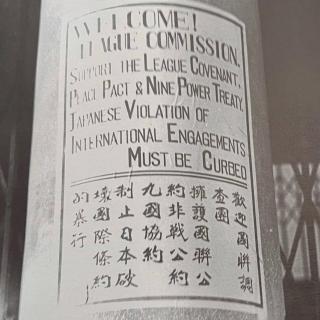 WELCOME!
LEAGUE COMMISSION.
SUPPORT THE LEAGUE COVENANT,
PEACE PACT & NINE POWER TREATY.
JAPANESE VIOLATION OF
INTERNATIONAL ENGAGEMENTS
MUST BE CURBED
歡迎國聯調
查團
擁護國聯公
約非戰公約
九國協約
制止日本破
壞國際條約
的暴行